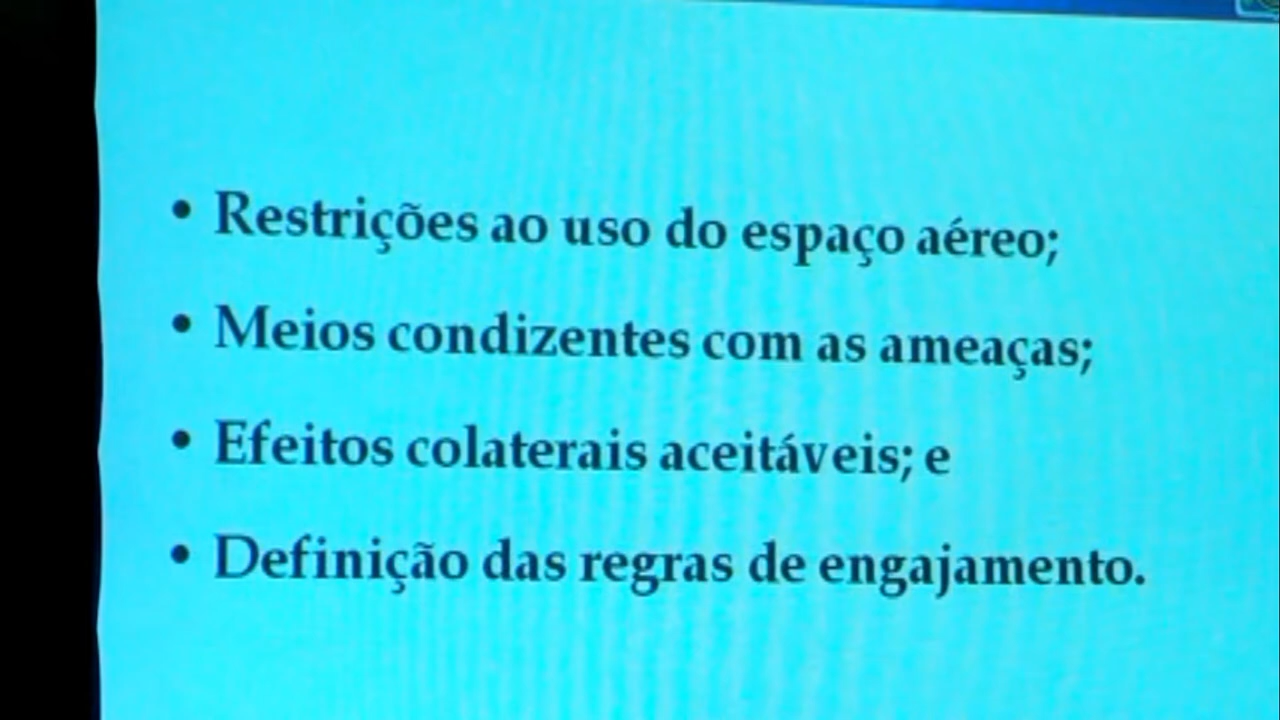 • Restrições ao uso do espaço aéreo;
• Meios condizentes com as ameaças;
• Efeitos colaterais aceitáveis; e
• Definição das regras de engajamento.